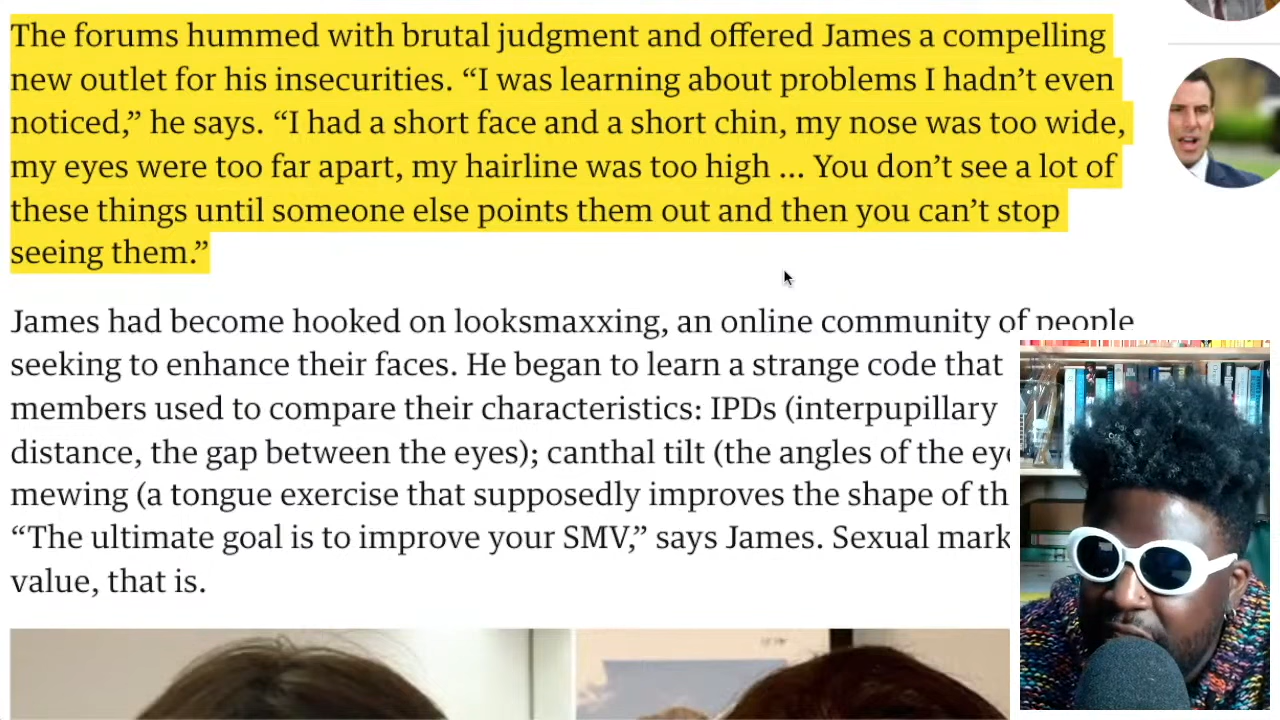 The forums hummed with brutal judgment and offered James a compelling
new outlet for his insecurities. “I was learning about problems I hadn’t even
noticed,” he says. “I had a short face and a short chin, my nose was too wide,
my eyes were too far apart, my hairline was too high ... You don’t see a lot of
these things until someone else points them out and then you can’t stop
seeing them.”
James had become hooked on looksmaxxing, an online community of people
seeking to enhance their faces. He began to learn a strange code that
members used to compare their characteristics: IPDs (interpupillary
distance, the gap between the eyes); canthal tilt (the angles of the
mewing (a tongue exercise that supposedly improves the shape of
“The ultimate goal is to improve your SMV,” says James. Sexual
value, that is.